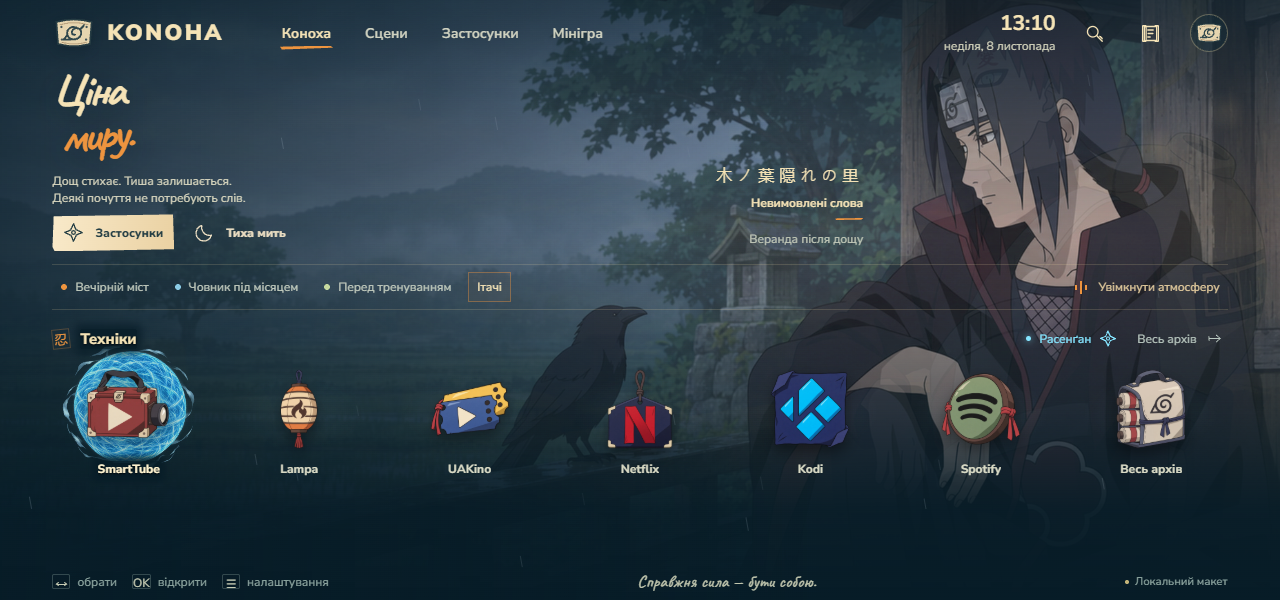 KONOHA
Коноха
Сцени
Застосунки
Мінігра
13:10
неділя, 8 листопада
Ціна
миру.
Дощ стихає. Тиша залишається.
Деякі почуття не потребують слів.
Застосунки
Тиха мить
木ノ葉隠れの里
Невимовлені слова
Веранда після дощу
Вечірній міст
Човник під місяцем
Перед тренуванням
Ітачі
Увімкнути атмосферу
忍 Техніки
Расенґан
Весь архів
SmartTube
Lampa
UAKino
N
Netflix
Kodi
Spotify
Весь архів
обрати
OK відкрити
налаштування
Справжня сила — бути собою.
Локальний макет